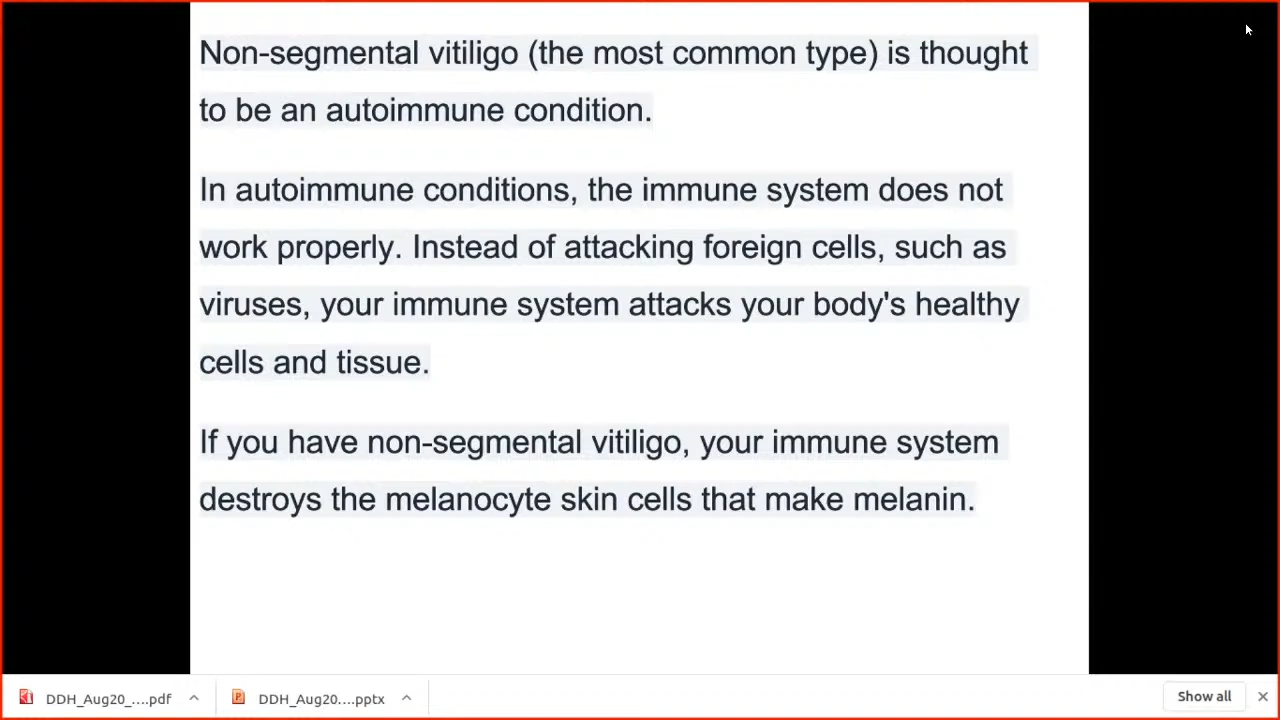 Non-segmental vitiligo (the most common type) is thought
to be an autoimmune condition.
In autoimmune conditions, the immune system does not
work properly. Instead of attacking foreign cells, such as
viruses, your immune system attacks your body's healthy
cells and tissue.
If you have non-segmental vitiligo, your immune system
destroys the melanocyte skin cells that make melanin.
DDH_Aug20_....pdf
DDH_Aug20....pptx
Show all